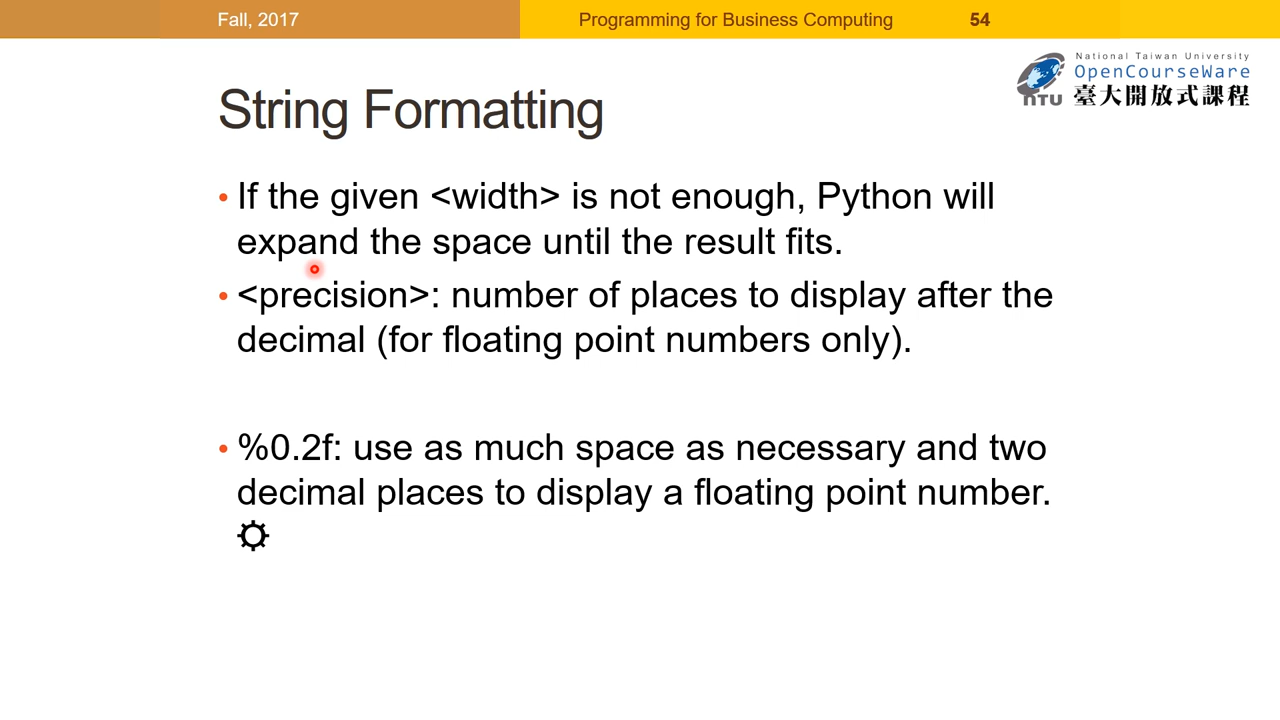 Fall, 2017
Programming for Business Computing
54
National Taiwan University
OpenCourseWare
NTU 臺大開放式課程
String Formatting
• If the given <width> is not enough, Python will
expand the space until the result fits.
• <precision>: number of places to display after the
decimal (for floating point numbers only).
• %0.2f: use as much space as necessary and two
decimal places to display a floating point number.